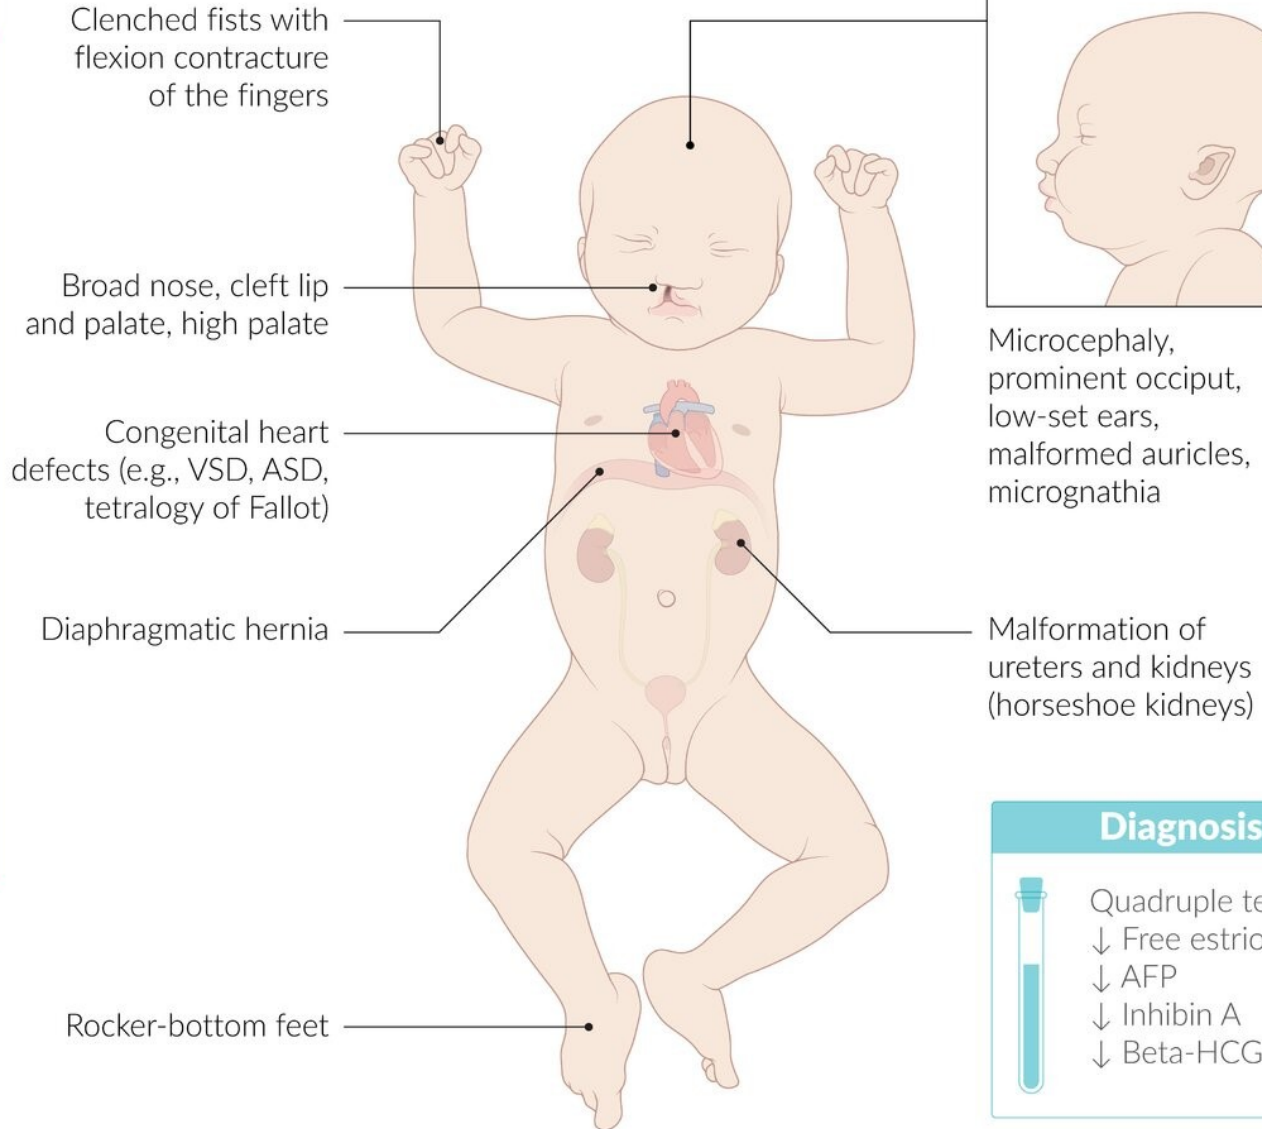 Clenched fists with
flexion contracture
of the fingers
Broad nose, cleft lip
and palate, high palate
Congenital heart
defects (e.g., VSD, ASD,
tetralogy of Fallot)
Diaphragmatic hernia
Rocker-bottom feet
Microcephaly,
prominent occiput,
low-set ears,
malformed auricles,
micrognathia
Malformation of
ureters and kidneys
(horseshoe kidneys)
Diagnosis
Quadruple
↓ Free
↓ AFP
↓ Inhibin A
↓ Beta-HCG